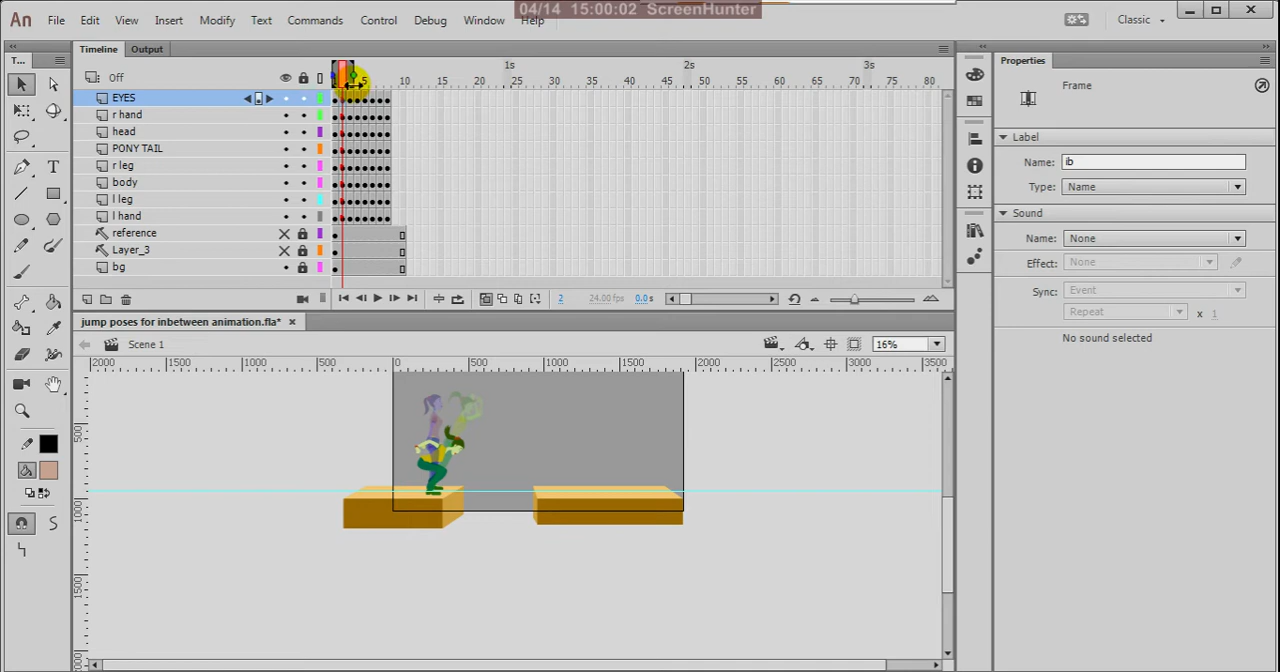 04/14 15:00:02 ScreenHunter
An File Edit View Insert Modify Text Commands Control Debug Window Help Classic
Timeline Output
T...
Off 1s 2s 3s
5 10 15 20 25 30 35 40 45 50 55 60 65 70 75 80
EYES
r hand
head
PONY TAIL
r leg
body
l leg
l hand
reference
Layer_3
bg
2 24.00 fps 0.0 s
jump poses for inbetween animation.fla* ×
Scene 1 16%
2000 1500 1000 500 0 500 1000 1500 2000 2500 3000 3500
500
1000
1500
2000
Properties
Frame
Label
Name: ib
Type: Name
Sound
Name: None
Effect: None
Sync: Event
Repeat x 1
No sound selected